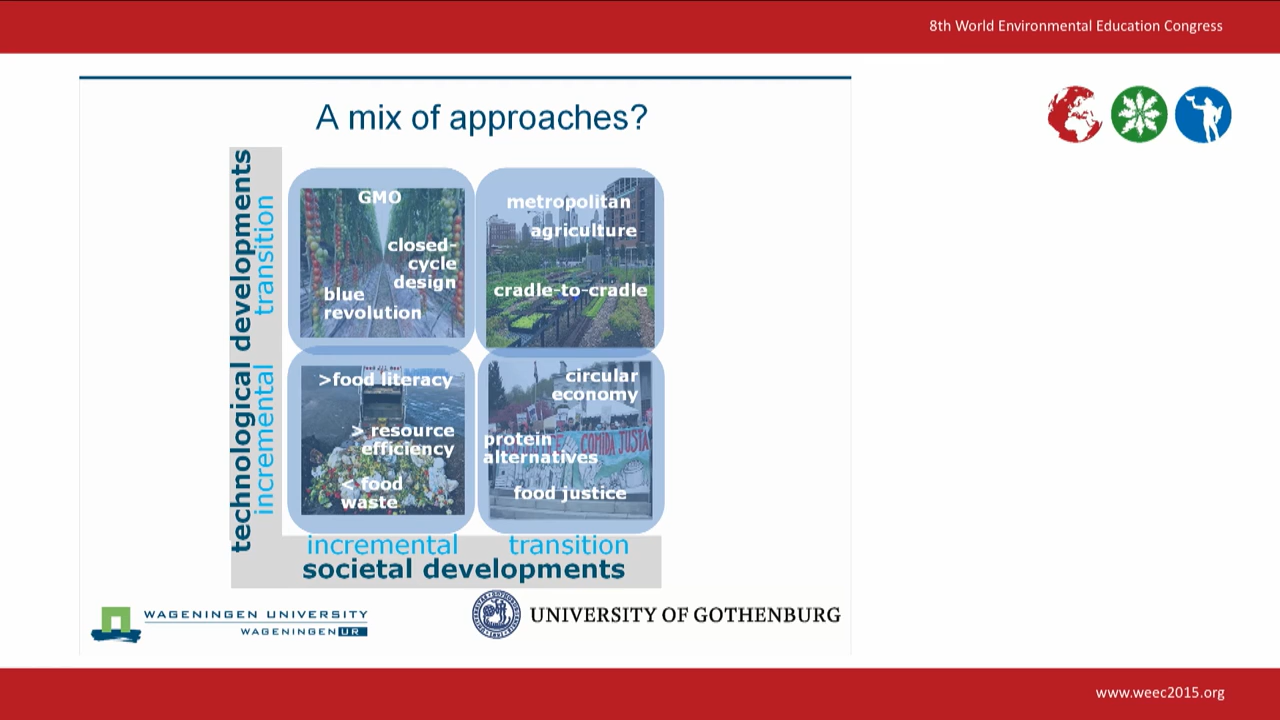 8th World Environmental Education Congress
A mix of approaches?
technological developments
transition
incremental
GMO
closed-
cycle
design
blue
revolution
metropolitan
agriculture
cradle-to-cradle
>food literacy
> resource
efficiency
< food
waste
circular
economy
COMIDA JUSTA
protein
alternatives
food justice
incremental
transition
societal developments
WAGENINGEN UNIVERSITY
WAGENINGEN UR
UNIVERSITY OF GOTHENBURG
www.weec2015.org